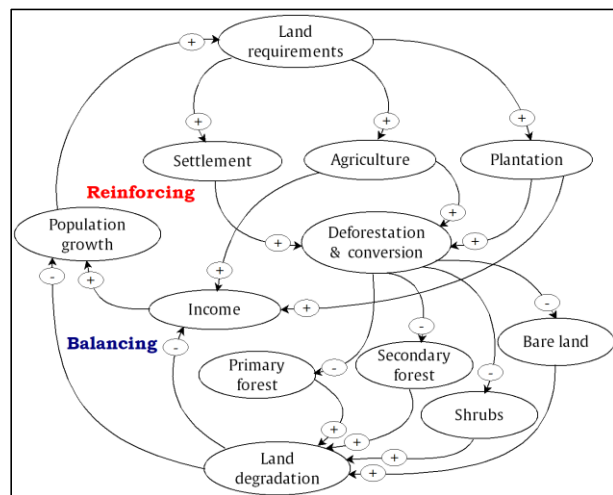 Land
requirements
+
+
+
+
Settlement
Agriculture
Plantation
Reinforcing
Population
growth
+
+
+
Deforestation
& conversion
-
+
+
Income
+
-
Balancing
-
-
Bare land
Primary
forest
-
Secondary
forest
-
Shrubs
+
+
Land
degradation
+
+